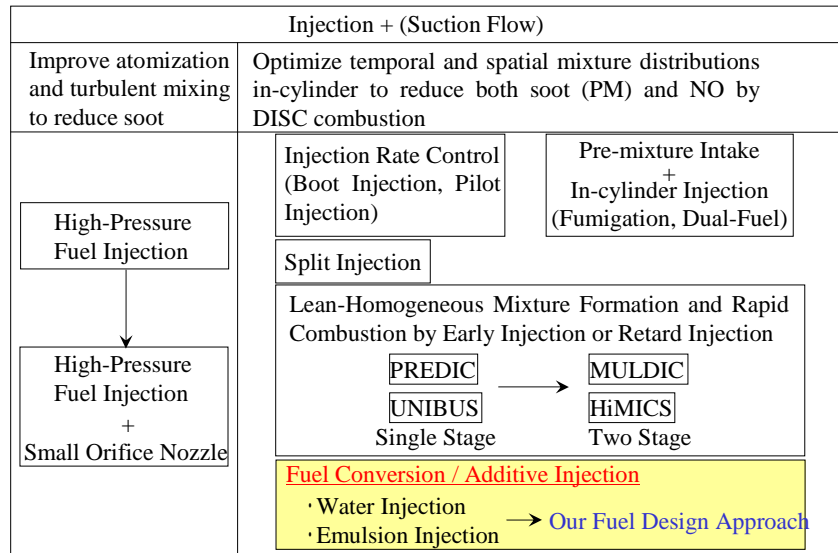 Injection + (Suction Flow)
Improve atomization
and turbulent mixing
to reduce soot
Optimize temporal and spatial mixture distributions
in-cylinder to reduce both soot (PM) and NO by
DISC combustion
High-Pressure
Fuel Injection
High-Pressure
Fuel Injection
+
Small Orifice Nozzle
Injection Rate Control
(Boot Injection, Pilot
Injection)
Pre-mixture Intake
+
In-cylinder Injection
(Fumigation, Dual-Fuel)
Split Injection
Lean-Homogeneous Mixture Formation and Rapid
Combustion by Early Injection or Retard Injection
PREDIC
MULDIC
UNIBUS
HiMICS
Single Stage
Two Stage
Fuel Conversion / Additive Injection
・Water Injection
・Emulsion Injection
Our Fuel Design Approach